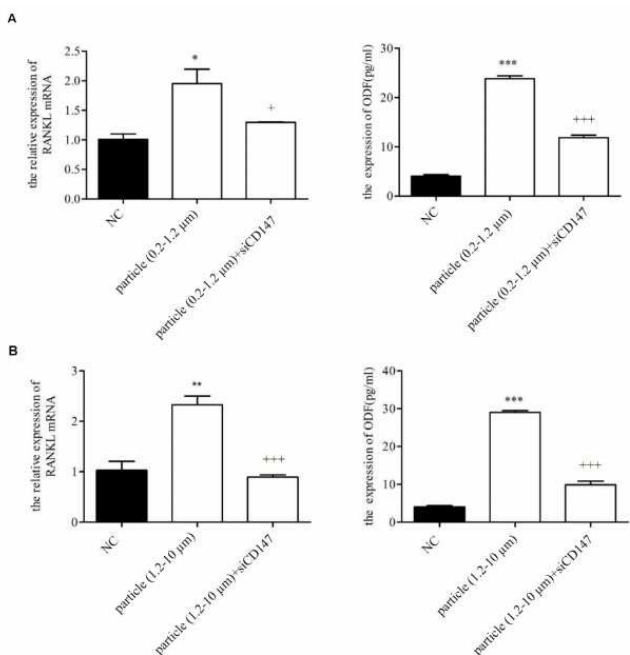 A
the relative expression of
RANKL mRNA
2.5
2.0
1.5
1.0
0.5
0.0
*
+
NC
particle (0.2-1.2 μm)
particle (0.2-1.2 μm)+siCD147
the expression of ODF(pg/ml)
30
20
10
0
***
+++
NC
particle (0.2-1.2 μm)
particle (0.2-1.2 μm)+siCD147
B
the relative expression of
RANKL mRNA
3
2
1
0
**
+++
NC
particle (1.2-10 μm)
particle (1.2-10 μm)+siCD147
the expression of ODF(pg/ml)
40
30
20
10
0
***
+++
NC
particle (1.2-10 μm)
particle (1.2-10 μm)+siCD147